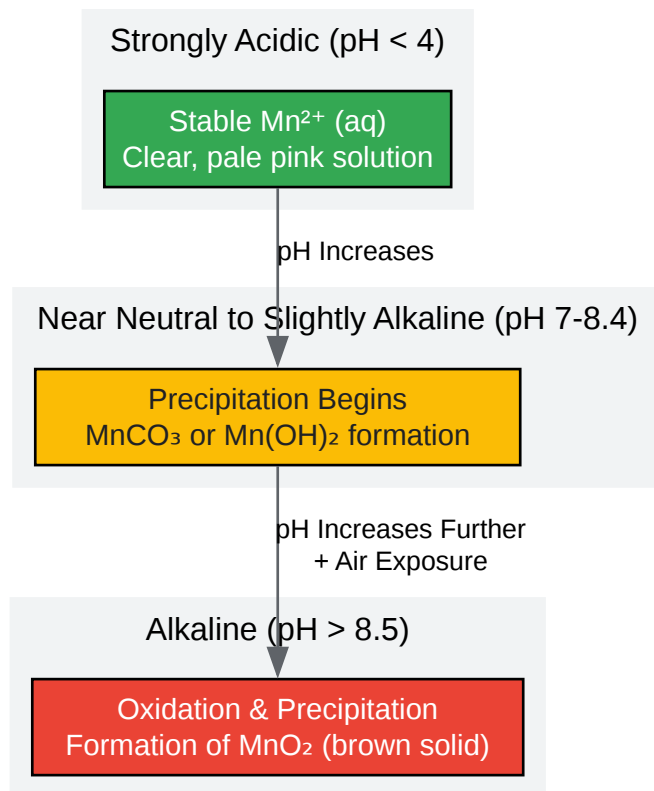 Strongly Acidic (pH < 4)
Stable Mn²⁺ (aq)
Clear, pale pink solution
pH Increases
Near Neutral to Slightly Alkaline (pH 7-8.4)
Precipitation Begins
MnCO₃ or Mn(OH)₂ formation
pH Increases Further
+ Air Exposure
Alkaline (pH > 8.5)
Oxidation & Precipitation
Formation of MnO₂ (brown solid)